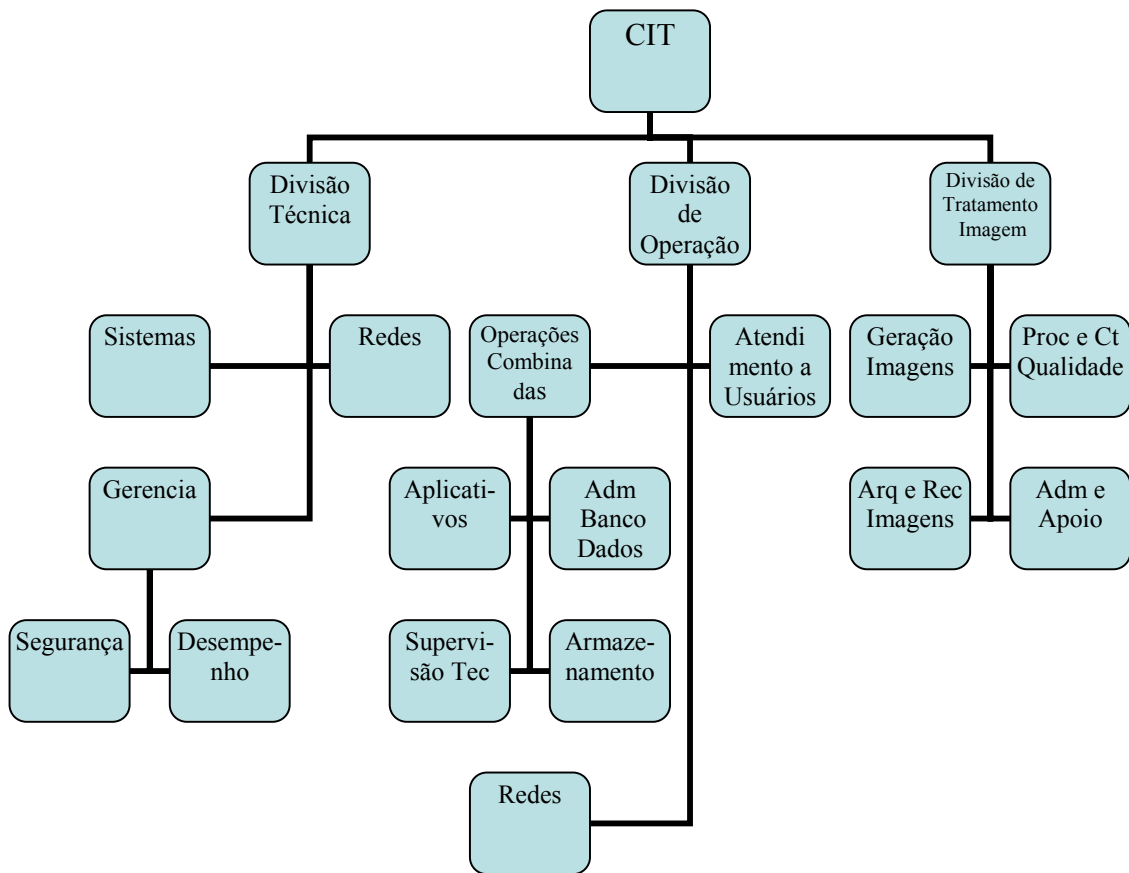 CIT
Divisão
Técnica
Divisão
de
Operação
Divisão de
Tratamento
Imagem
Sistemas
Redes
Operações
Combina
das
Atendi
mento a
Usuários
Geração
Imagens
Proc e Ct
Qualidade
Gerencia
Aplicati-
vos
Adm
Banco
Dados
Arq e Rec
Imagens
Adm e
Apoio
Segurança
Desempe-
nho
Supervi-
são Tec
Armaze-
namento
Redes